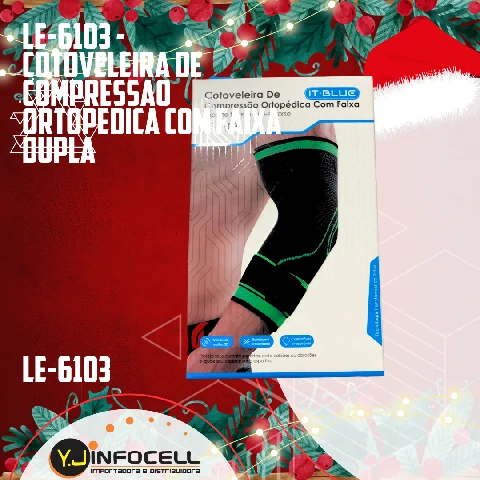 LE-6103 -
COTOVELEIRA DE
COMPRESSÃO
ORTOPEDICA COM FAIXA
DUPLA
Cotoveleira De
Compressão Ortopédica Com Faixa
IT-BLUE
LE-6103
Y.J INFOCELL
importadora e distribuidora